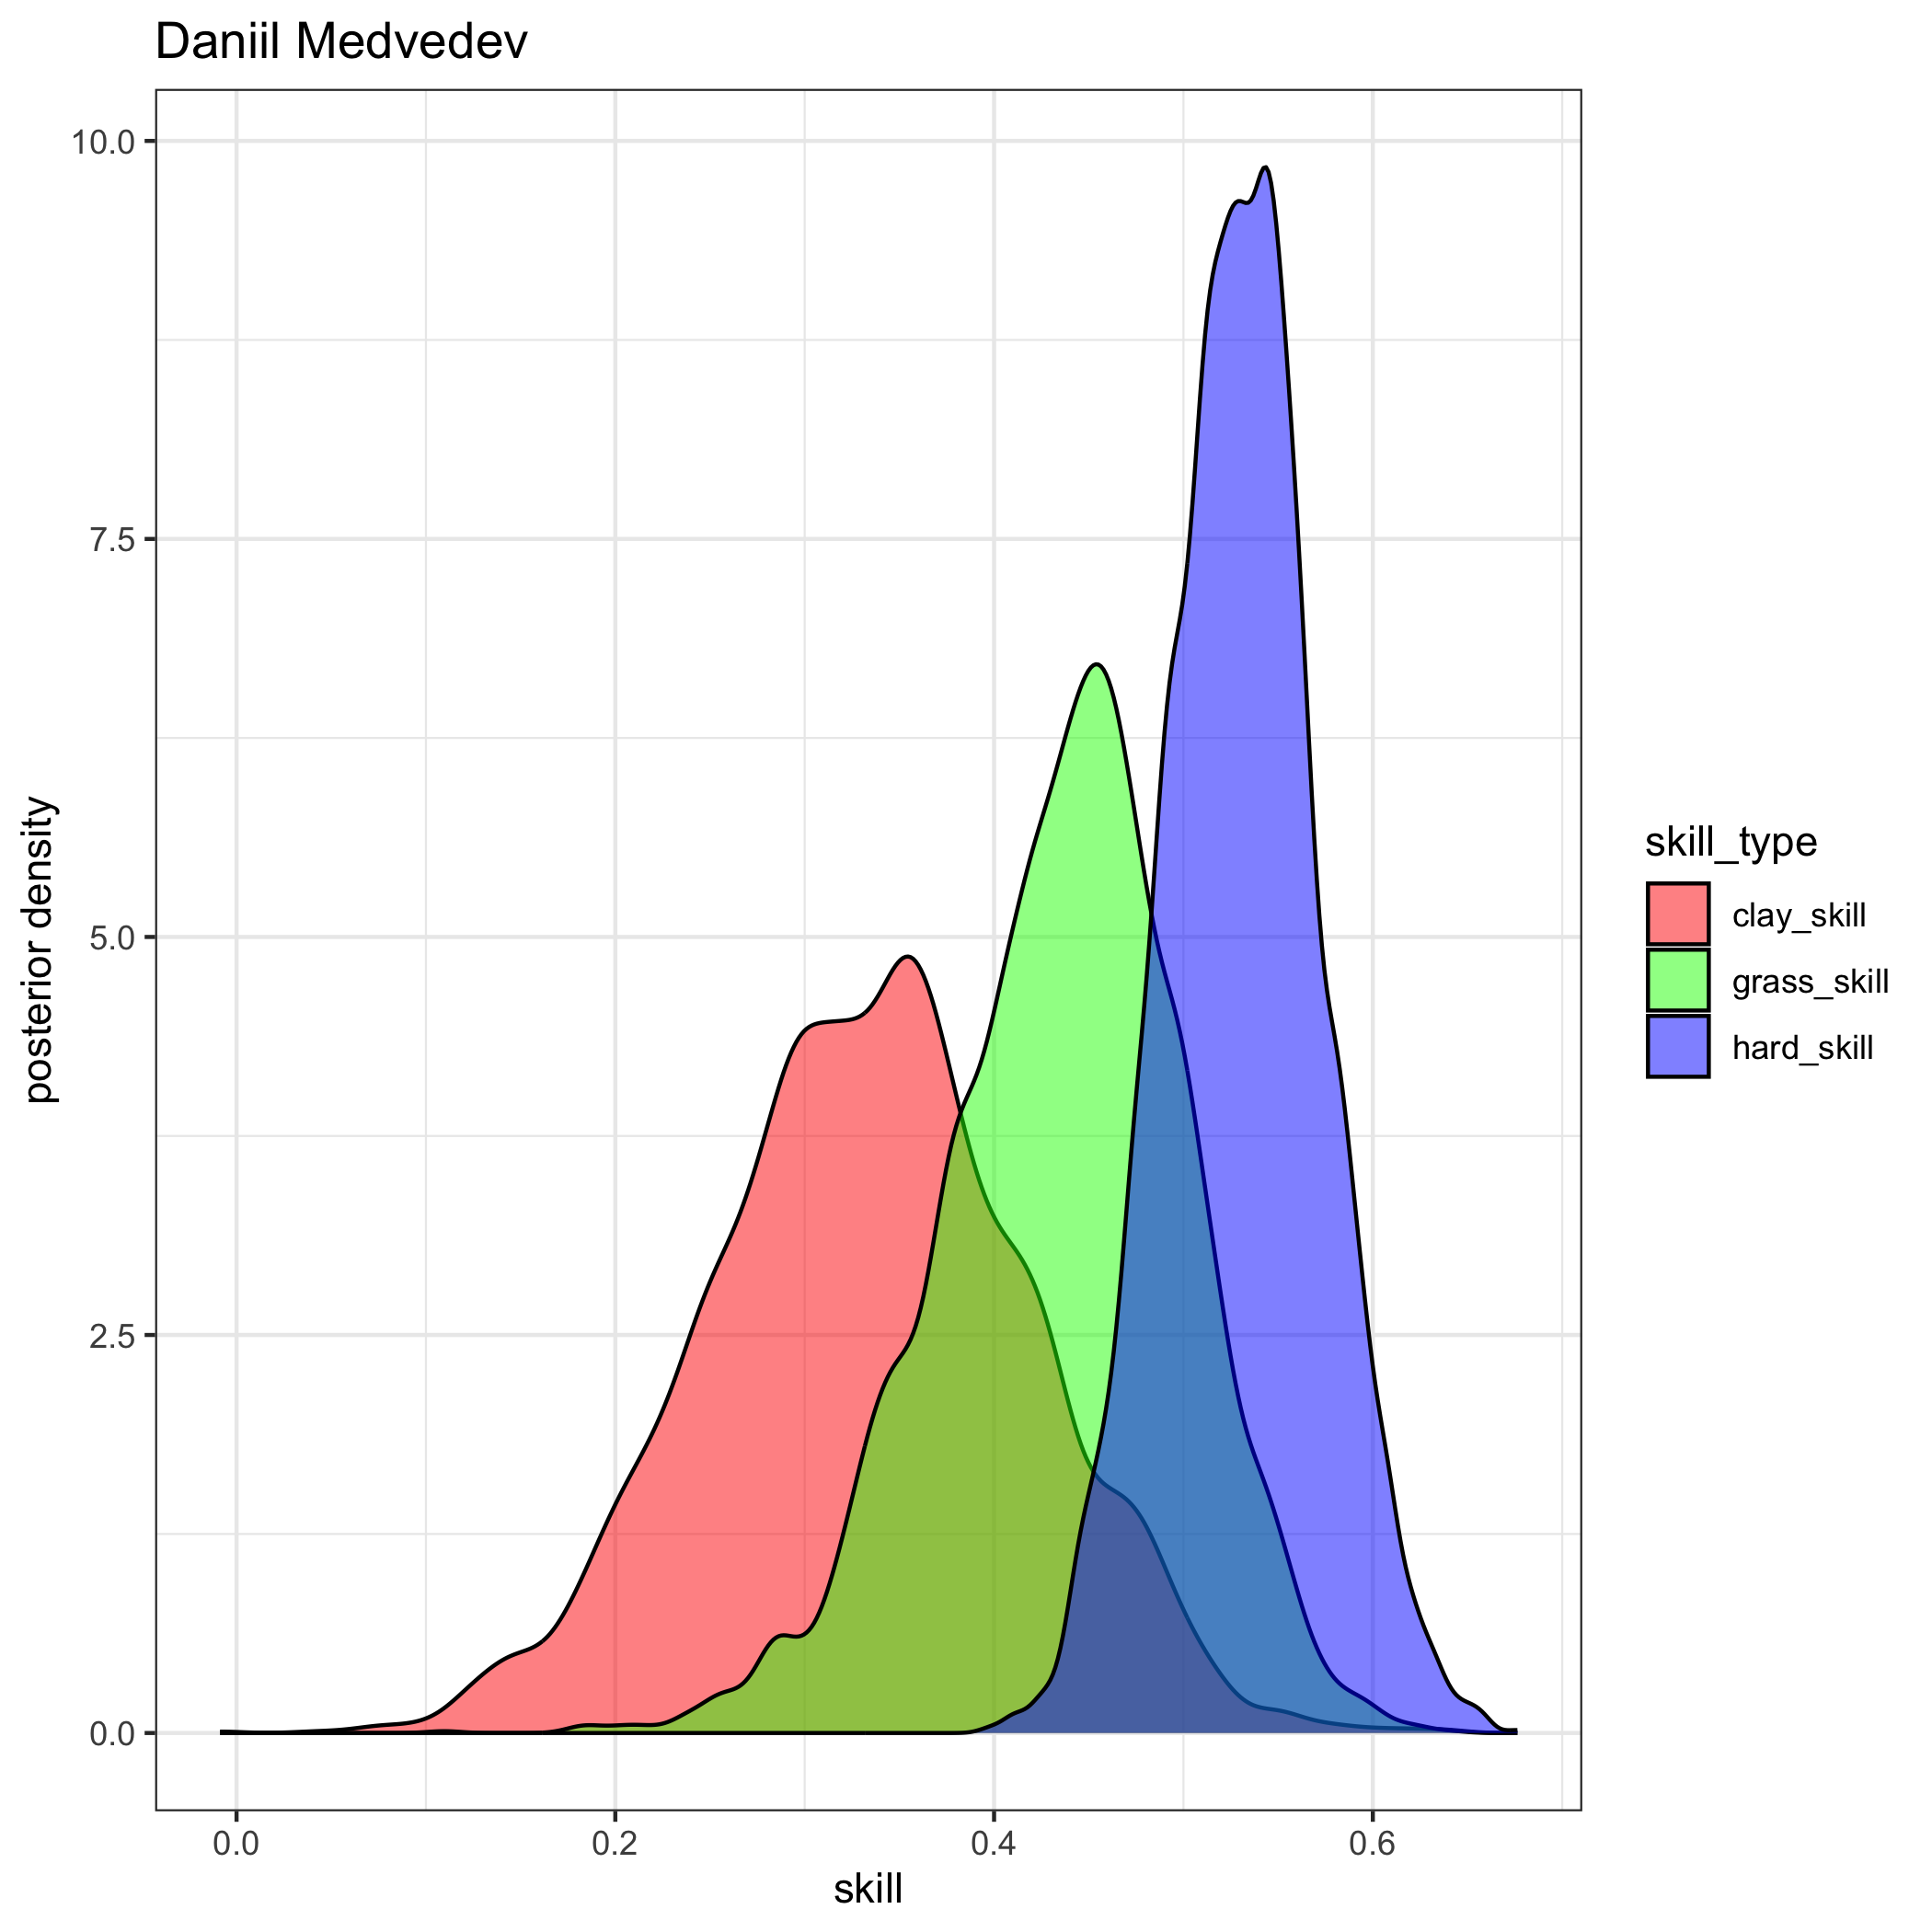 Daniil Medvedev
10.0
7.5
5.0
2.5
0.0
posterior density
0.0 0.2 0.4 0.6
skill
skill_type
clay_skill
grass_skill
hard_skill